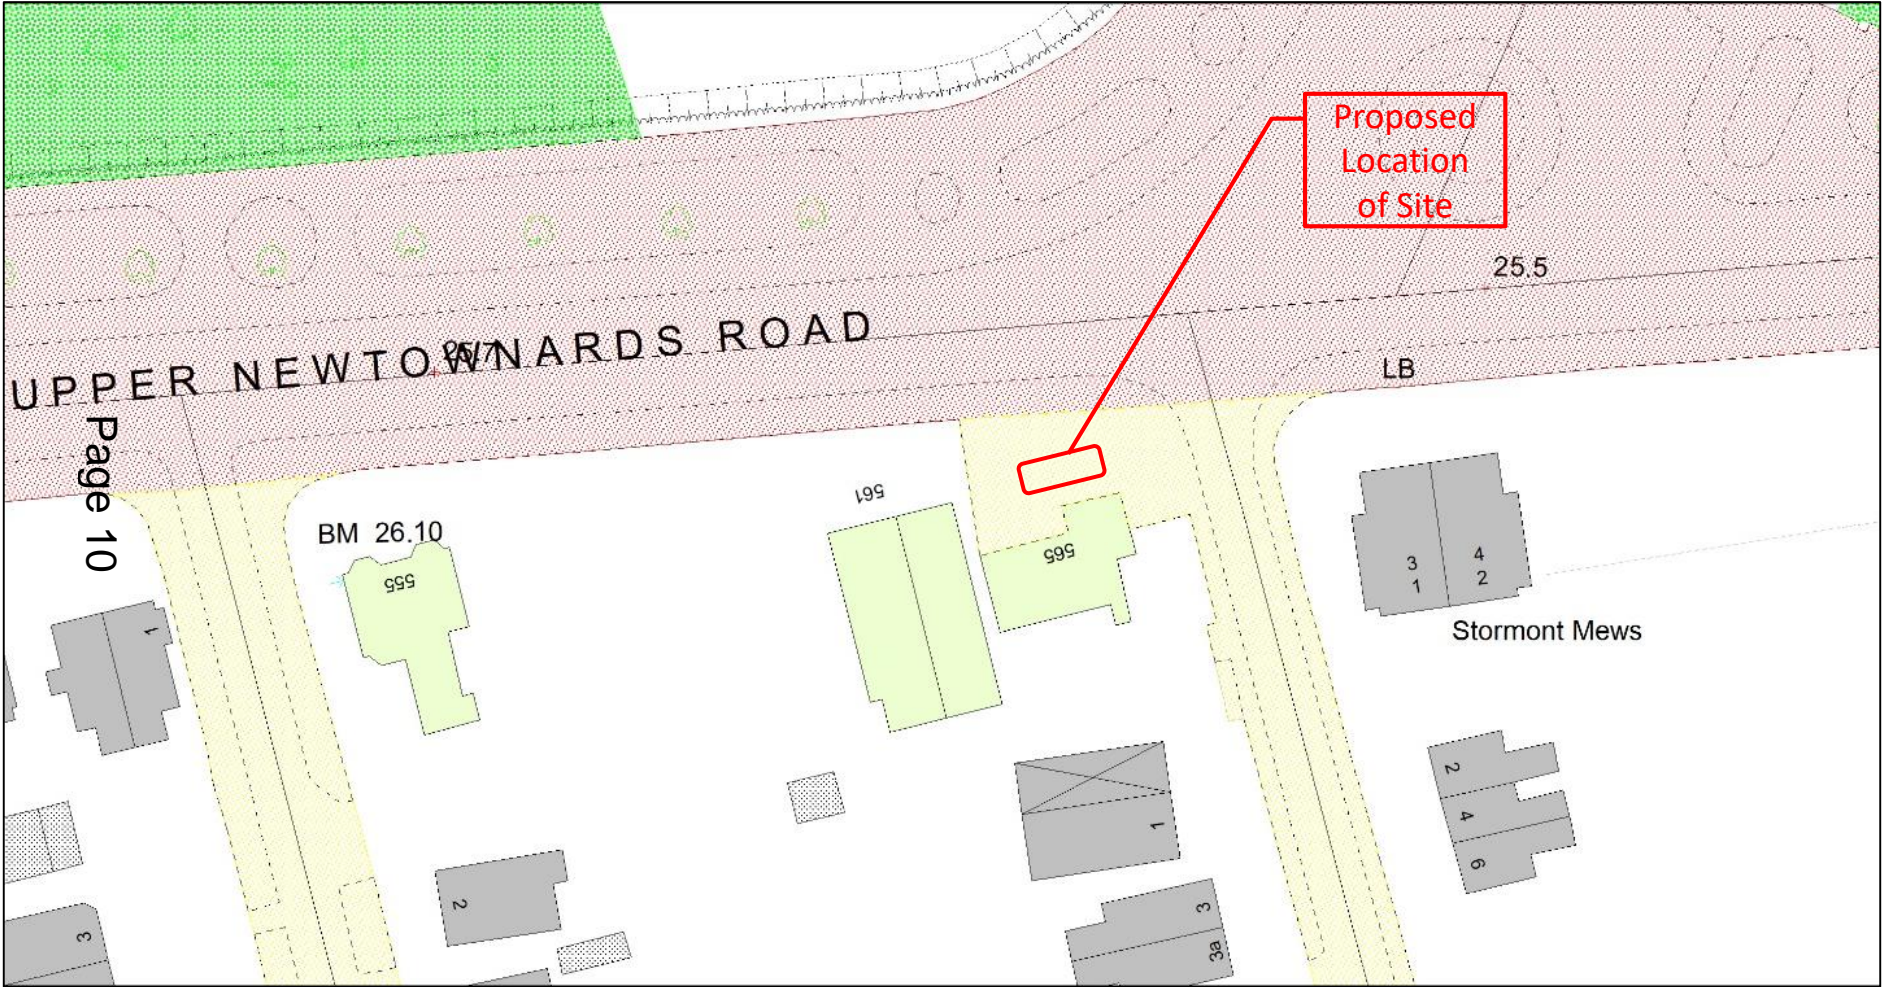 Proposed
Location
of Site
25.5
UPPER NEWTOWNARDS ROAD
LB
Page 10
BM 26.10
561
565
555
3
4
1
2
Stormont Mews
1
2
4
6
1
2
3
3
3a